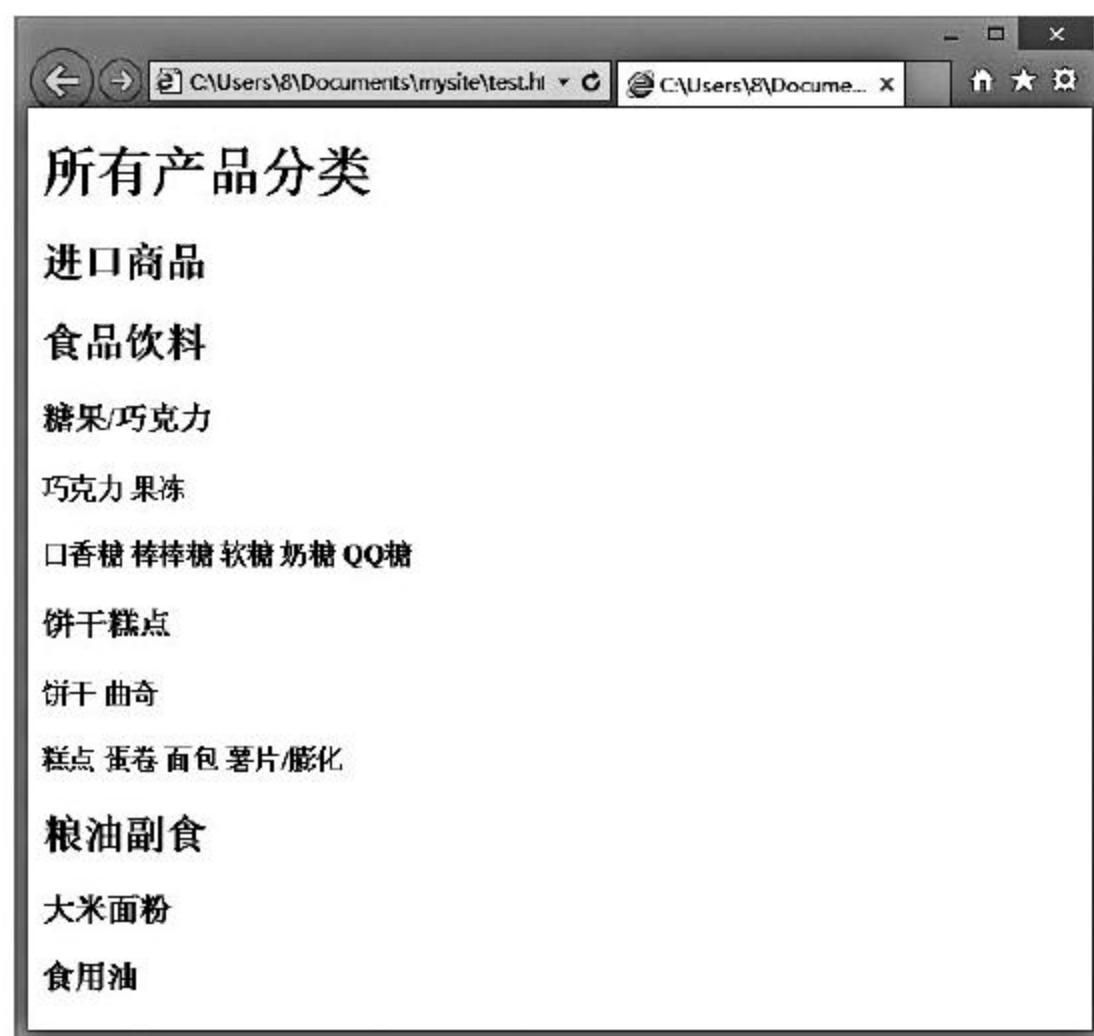 C:\Users\8\Documents\mysite\test.ht
C:\Users\8\Docume...
所有产品分类
进口商品
食品饮料
糖果/巧克力
巧克力 果冻
口香糖 棒棒糖 软糖 奶糖 QQ糖
饼干糕点
饼干 曲奇
糕点 蛋卷 面包 薯片/膨化
粮油副食
大米面粉
食用油